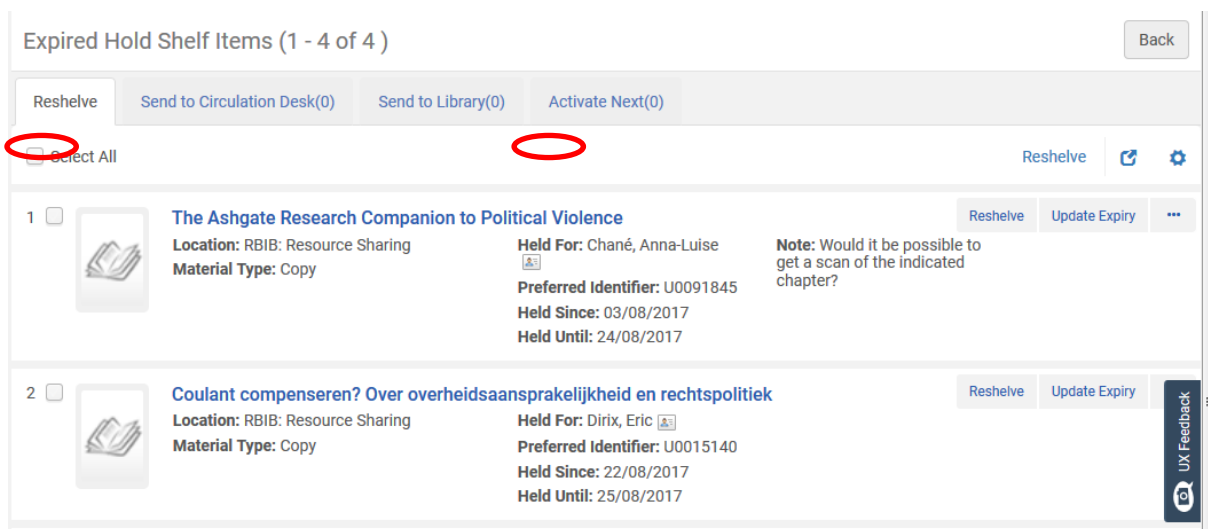 Expired Hold Shelf Items (1 - 4 of 4 )
Back
Reshelve
Send to Circulation Desk(0)
Send to Library(0)
Activate Next(0)
Select All
Reshelve
1
The Ashgate Research Companion to Political Violence
Reshelve
Update Expiry
Location: RBIB: Resource Sharing
Material Type: Copy
Held For: Chané, Anna-Luise
Preferred Identifier: U0091845
Held Since: 03/08/2017
Held Until: 24/08/2017
Note: Would it be possible to
get a scan of the indicated
chapter?
2
Coulant compenseren? Over overheidsaansprakelijkheid en rechtspolitiek
Reshelve
Update Expiry
Location: RBIB: Resource Sharing
Material Type: Copy
Held For: Dirix, Eric
Preferred Identifier: U0015140
Held Since: 22/08/2017
Held Until: 25/08/2017
UX Feedback